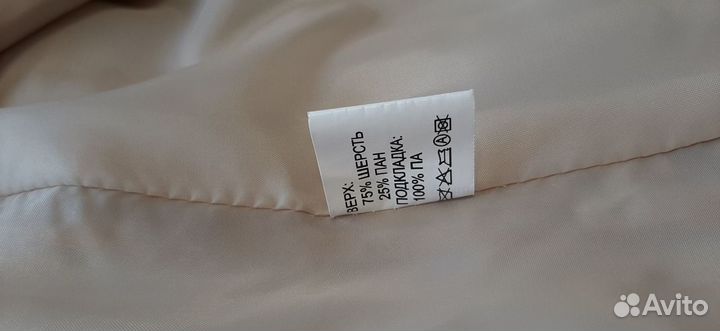 ВЕРХ:
75% ШЕРСТЬ
25% ПАН
ПОДКЛАДКА:
100% ПА
A
Avito